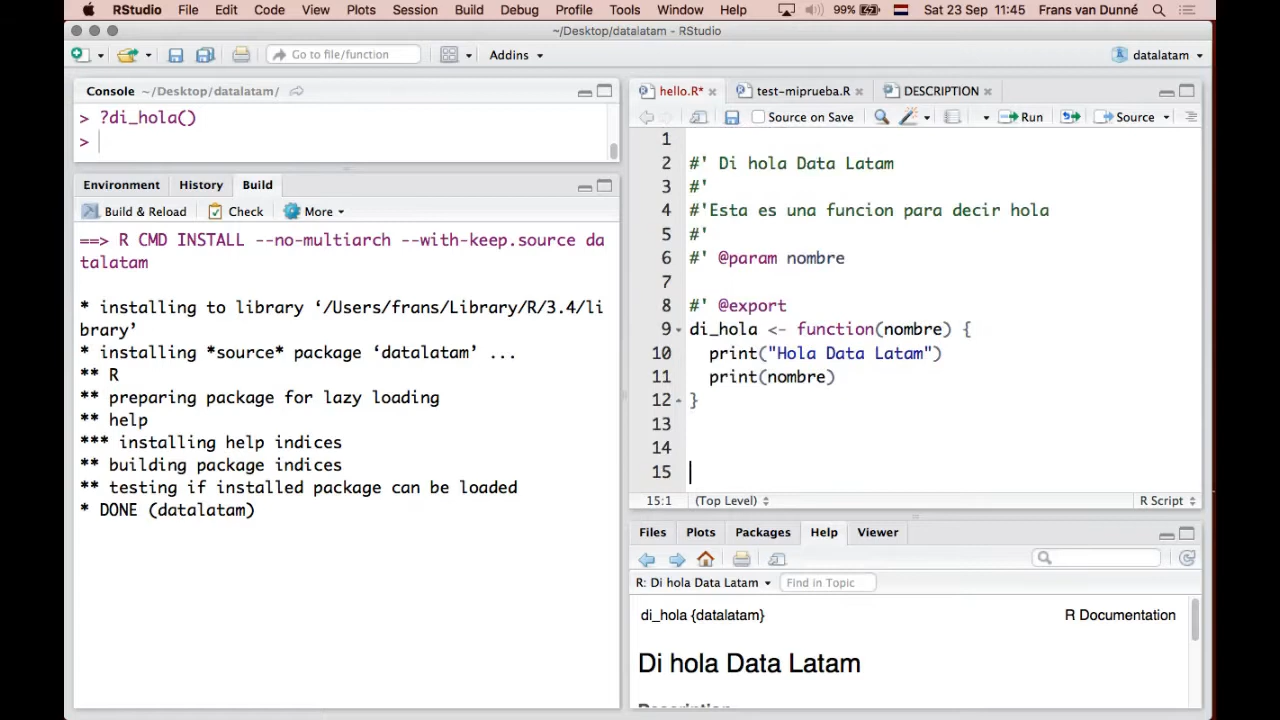 RStudio File Edit Code View Plots Session Build Debug Profile Tools Window Help 99% Sat 23 Sep 11:45 Frans van Dunné
~/Desktop/datalatam - RStudio
Go to file/function Addins datalatam
Console ~/Desktop/datalatam/
> ?di_hola()
>
Environment History Build
Build & Reload Check More
==> R CMD INSTALL --no-multiarch --with-keep.source da
talatam
* installing to library ‘/Users/frans/Library/R/3.4/li
brary’
* installing *source* package ‘datalatam’ ...
** R
** preparing package for lazy loading
** help
*** installing help indices
** building package indices
** testing if installed package can be loaded
* DONE (datalatam)
hello.R* test-miprueba.R DESCRIPTION
Source on Save Run Source
1
2 #' Di hola Data Latam
3 #'
4 #'Esta es una funcion para decir hola
5 #'
6 #' @param nombre
7
8 #' @export
9 di_hola <- function(nombre) {
10 print("Hola Data Latam")
11 print(nombre)
12 }
13
14
15
15:1 (Top Level) R Script
Files Plots Packages Help Viewer
R: Di hola Data Latam Find in Topic
di_hola {datalatam} R Documentation
Di hola Data Latam
Description